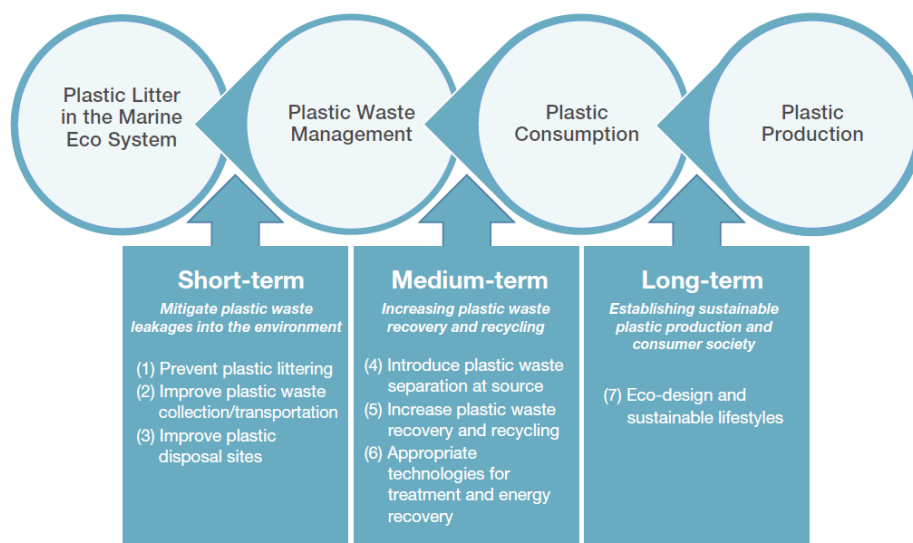 Plastic Litter
in the Marine
Eco System
Plastic Waste
Management
Plastic
Consumption
Plastic
Production
Short-term
Mitigate plastic waste
leakages into the environment
(1) Prevent plastic littering
(2) Improve plastic waste
collection/transportation
(3) Improve plastic
disposal sites
Medium-term
Increasing plastic waste
recovery and recycling
(4) Introduce plastic waste
separation at source
(5) Increase plastic waste
recovery and recycling
(6) Appropriate
technologies for
treatment and energy
recovery
Long-term
Establishing sustainable
plastic production and
consumer society
(7) Eco-design and
sustainable lifestyles